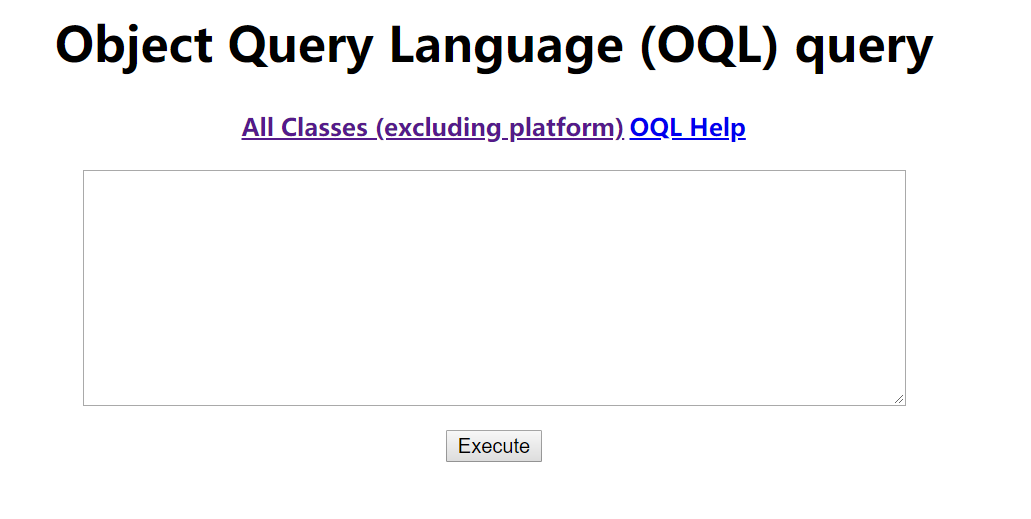 Object Query Language (OQL) query
All Classes (excluding platform) OQL Help
Execute